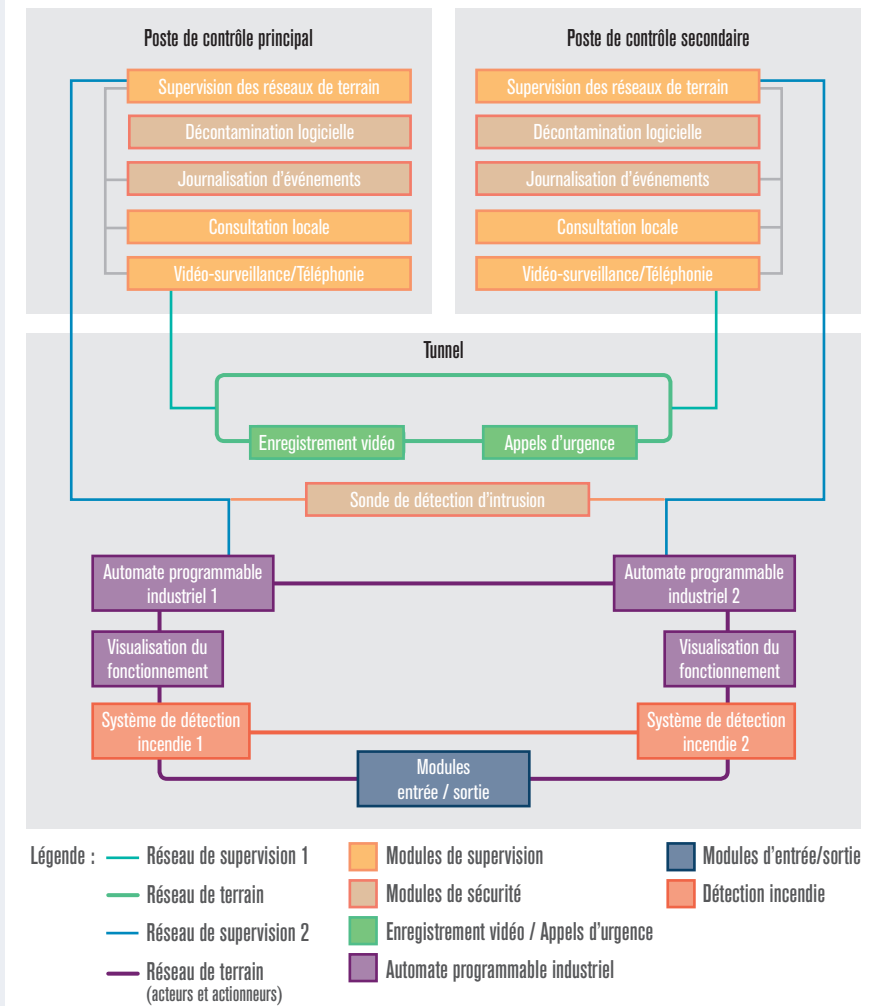 Poste de contrôle principal
Supervision des réseaux de terrain
Décontamination logicielle
Journalisation d'événements
Consultation locale
Vidéo-surveillance/Téléphonie
Poste de contrôle secondaire
Supervision des réseaux de terrain
Décontamination logicielle
Journalisation d'événements
Consultation locale
Vidéo-surveillance/Téléphonie
Tunnel
Enregistrement vidéo
Appels d'urgence
Sonde de détection d'intrusion
Automate programmable
industriel 1
Automate programmable
industriel 2
Visualisation du
fonctionnement
Visualisation du
fonctionnement
Système de détection
incendie 1
Système de détection
incendie 2
Modules
entrée / sortie
Légende :
Réseau de supervision 1
Réseau de terrain
Réseau de supervision 2
Réseau de terrain
(acteurs et actionneurs)
Modules de supervision
Modules de sécurité
Enregistrement vidéo / Appels d'urgence
Automate programmable industriel
Modules d'entrée/sortie
Détection incendie